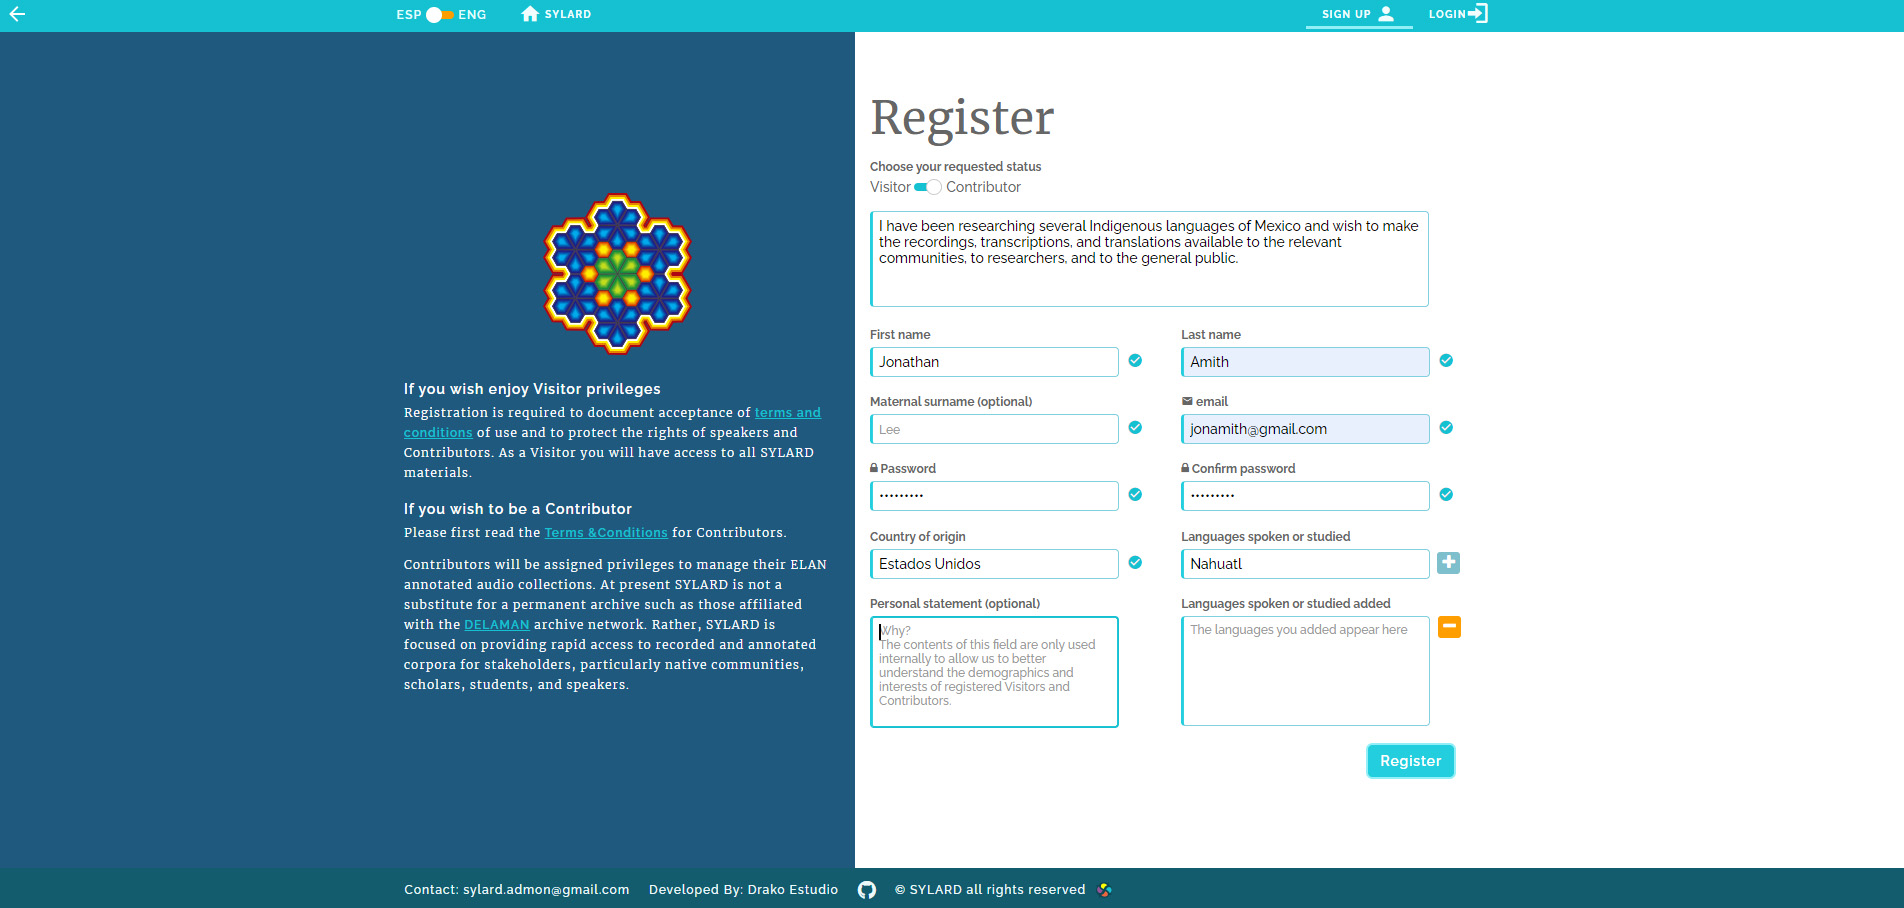 ESP ENG SYLARD SIGN UP LOGIN
If you wish enjoy Visitor privileges
Registration is required to document acceptance of terms and
conditions of use and to protect the rights of speakers and
Contributors. As a Visitor you will have access to all SYLARD
materials.
If you wish to be a Contributor
Please first read the Terms &Conditions for Contributors.
Contributors will be assigned privileges to manage their ELAN
annotated audio collections. At present SYLARD is not a
substitute for a permanent archive such as those affiliated
with the DELAMAN archive network. Rather, SYLARD is
focused on providing rapid access to recorded and annotated
corpora for stakeholders, particularly native communities,
scholars, students, and speakers.
Register
Choose your requested status
Visitor Contributor
I have been researching several Indigenous languages of Mexico and wish to make
the recordings, transcriptions, and translations available to the relevant
communities, to researchers, and to the general public.
First name Last name
Jonathan Amith
Maternal surname (optional) email
Lee jonamith@gmail.com
Password Confirm password
••••••••• •••••••••
Country of origin Languages spoken or studied
Estados Unidos Nahuatl
Personal statement (optional) Languages spoken or studied added
Why? The languages you added appear here
The contents of this field are only used
internally to allow us to better
understand the demographics and
interests of registered Visitors and
Contributors.
Register
Contact: sylard.admon@gmail.com Developed By: Drako Estudio © SYLARD all rights reserved